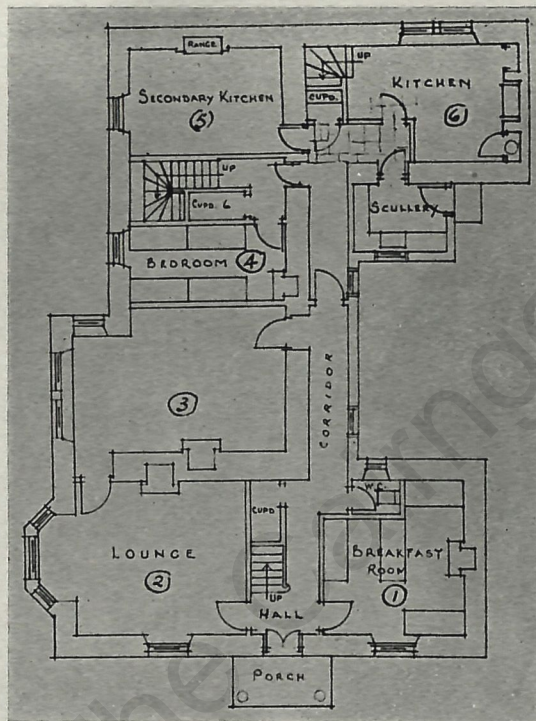 RANGE
SECONDARY KITCHEN
(5)
UP
CUPD.
KITCHEN
(6)
UP
CUPD. 6
SCULLERY
BEDROOM (4)
(3)
CORRIDOR
W.C.
CUPD
LOUNGE
(2)
UP
HALL
BREAKFAST
ROOM
(1)
PORCH